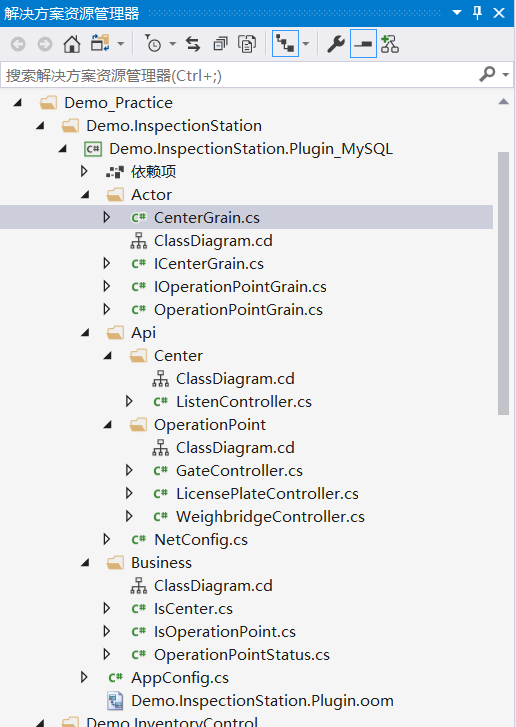 解决方案资源管理器
搜索解决方案资源管理器(Ctrl+;)
Demo_Practice
Demo.InspectionStation
C# Demo.InspectionStation.Plugin_MySQL
依赖项
Actor
C# CenterGrain.cs
ClassDiagram.cd
C# ICenterGrain.cs
C# IOperationPointGrain.cs
C# OperationPointGrain.cs
Api
Center
ClassDiagram.cd
C# ListenController.cs
OperationPoint
ClassDiagram.cd
C# GateController.cs
C# LicensePlateController.cs
C# WeighbridgeController.cs
C# NetConfig.cs
Business
ClassDiagram.cd
C# IsCenter.cs
C# IsOperationPoint.cs
C# OperationPointStatus.cs
C# AppConfig.cs
Demo.InspectionStation.Plugin.oom
Demo.InventoryControl